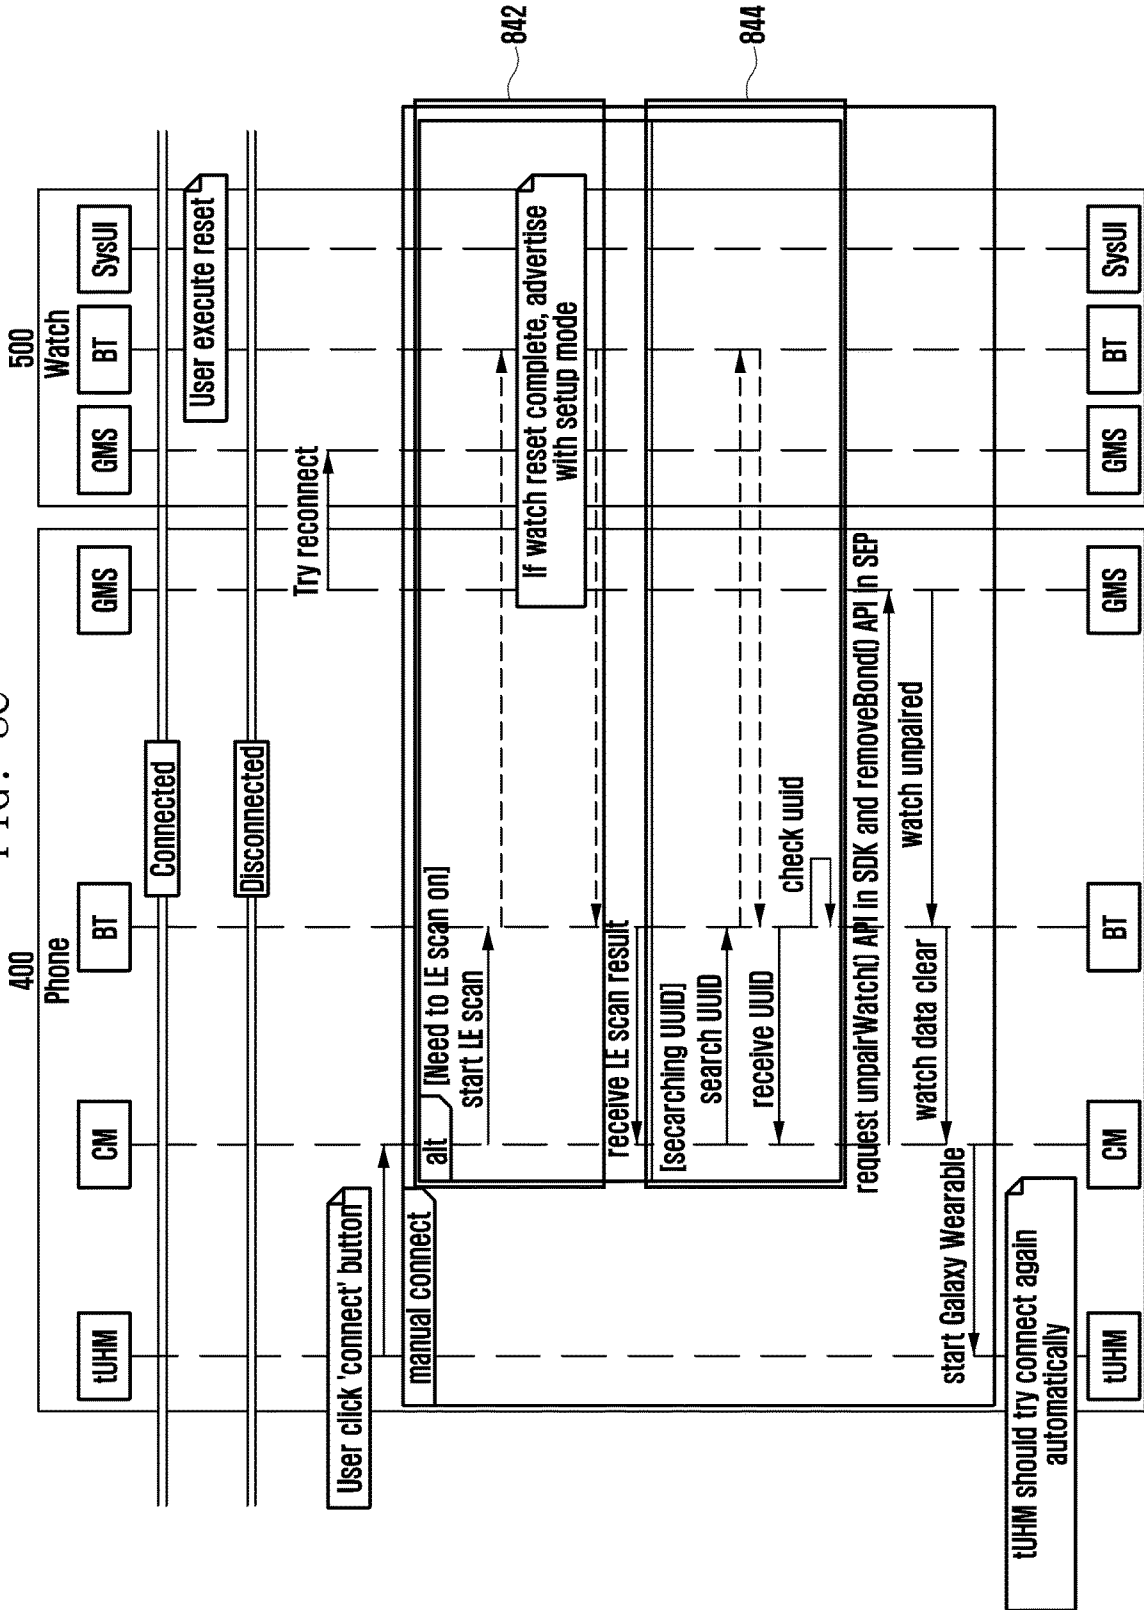 FIG.
400
Phone
500
Watch
tUHM
CM
BT
GMS
GMS
BT
SysUI
Connected
User execute reset
Disconnected
Try reconnect
User click 'connect' button
manual connect
alt
[Need to LE scan on]
start LE scan
842
If watch reset complete, advertise
with setup mode
receive LE scan result
[secarching UUID]
search UUID
844
receive UUID
check uuid
request unpairWatch() API in SDK and removeBond() API in SEP
watch unpaired
watch data clear
start Galaxy Wearable
tUHM should try connect again
automatically
tUHM
CM
BT
GMS
GMS
BT
SysUI